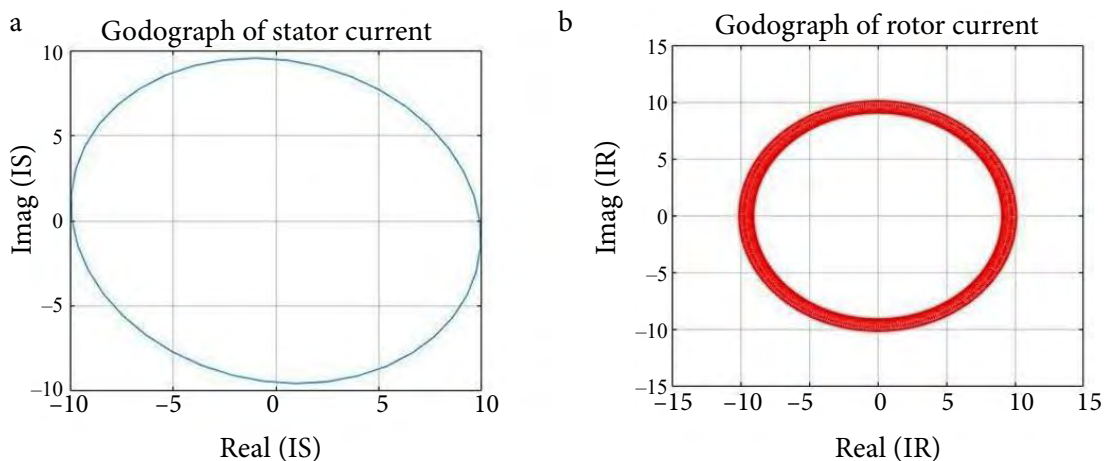 a
Godograph of stator current
10
5
0
–5
–10
Imag (IS)
–10 –5 0 5 10
Real (IS)
b
Godograph of rotor current
15
10
5
0
–5
–10
–15
Imag (IR)
–15 –10 –5 0 5 10 15
Real (IR)